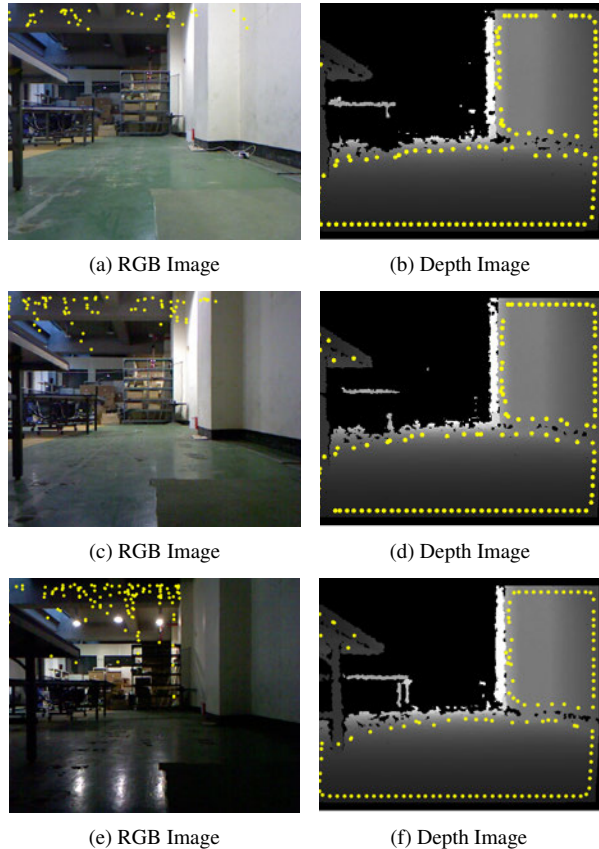 (a) RGB Image
(b) Depth Image
(c) RGB Image
(d) Depth Image
(e) RGB Image
(f) Depth Image